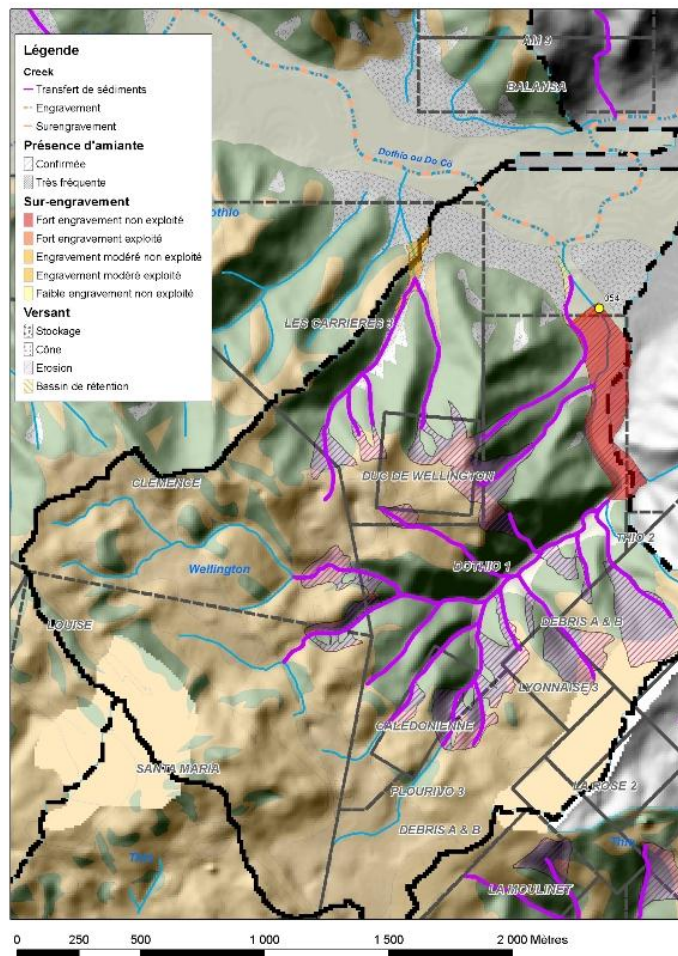 Légende
Creek
Transfert de sédiments
Engravement
Surengravement
Présence d'amiante
Confirmée
Très fréquente
Sur-engravement
Fort engravement non exploité
Fort engravement exploité
Engravement modéré non exploité
Engravement modéré exploité
Faible engravement non exploité
Versant
Stockage
Cône
Erosion
Bassin de rétention
AM 9
BALANSA
Dothio ou Do Cô
054
LES CARRIERES
CLEMENCE
DUC DE WELLINGTON
THIO 2
Wellington
DOTHIO 1
LOUISE
DEBRIS A & B
LYONNAISE 3
CALEDONIENNE
SANTA MARIA
LA ROSE 2
PLOURIVO 3
DEBRIS A & B
Thio
Thio
LA MOULINET
0 250 500 1 000 1 500 2 000 Mètres